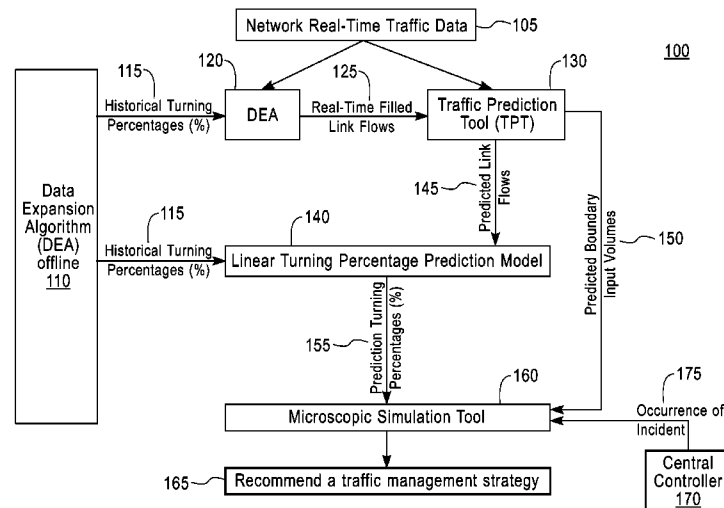 Network Real-Time Traffic Data
105
100
115
120
125
130
Historical Turning
Percentages (%)
DEA
Real-Time Filled
Link Flows
Traffic Prediction
Tool (TPT)
145
Predicted Link
Flows
Data
Expansion
Algorithm
(DEA)
offline
110
115
140
Historical Turning
Percentages (%)
Linear Turning Percentage Prediction Model
Predicted Boundary
Input Volumes
150
155
Prediction Turning
Percentages (%)
160
175
Microscopic Simulation Tool
Occurrence of
Incident
165
Recommend a traffic management strategy
Central
Controller
170